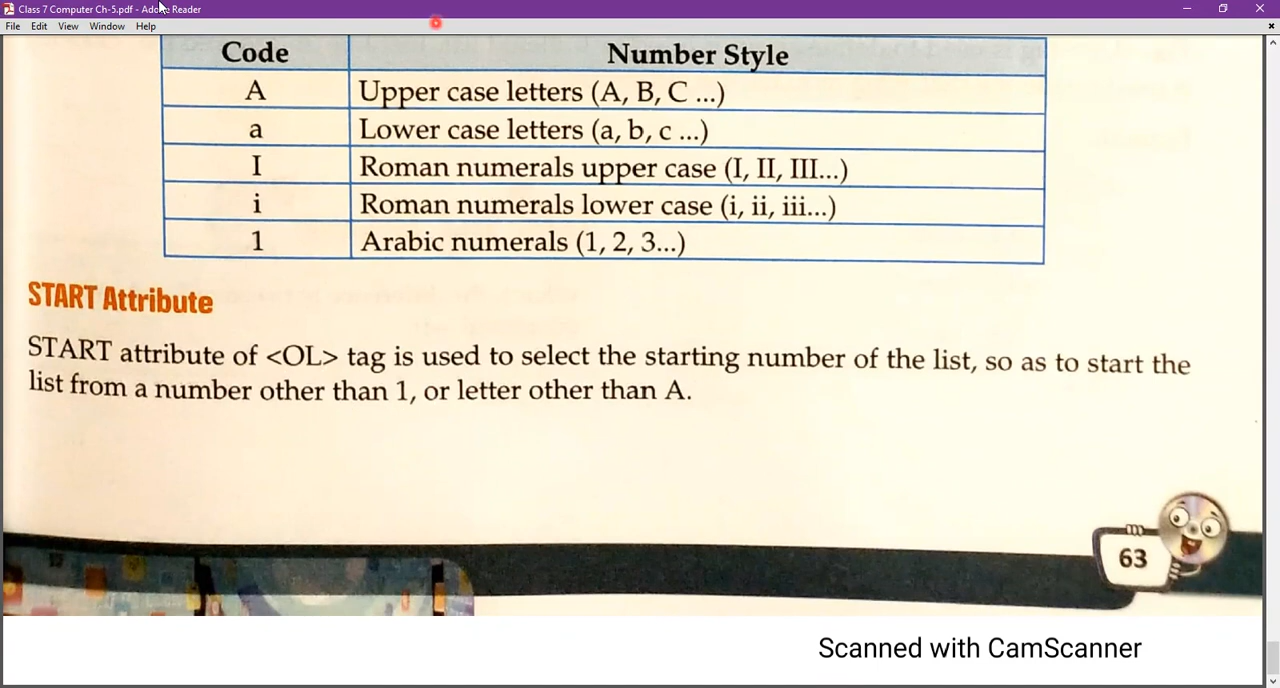 Class 7 Computer Ch-5.pdf - Adobe Reader
File Edit View Window Help
Code Number Style
A Upper case letters (A, B, C ...)
a Lower case letters (a, b, c ...)
I Roman numerals upper case (I, II, III...)
i Roman numerals lower case (i, ii, iii...)
1 Arabic numerals (1, 2, 3...)
START Attribute
START attribute of <OL> tag is used to select the starting number of the list, so as to start the
list from a number other than 1, or letter other than A.
63
Scanned with CamScanner